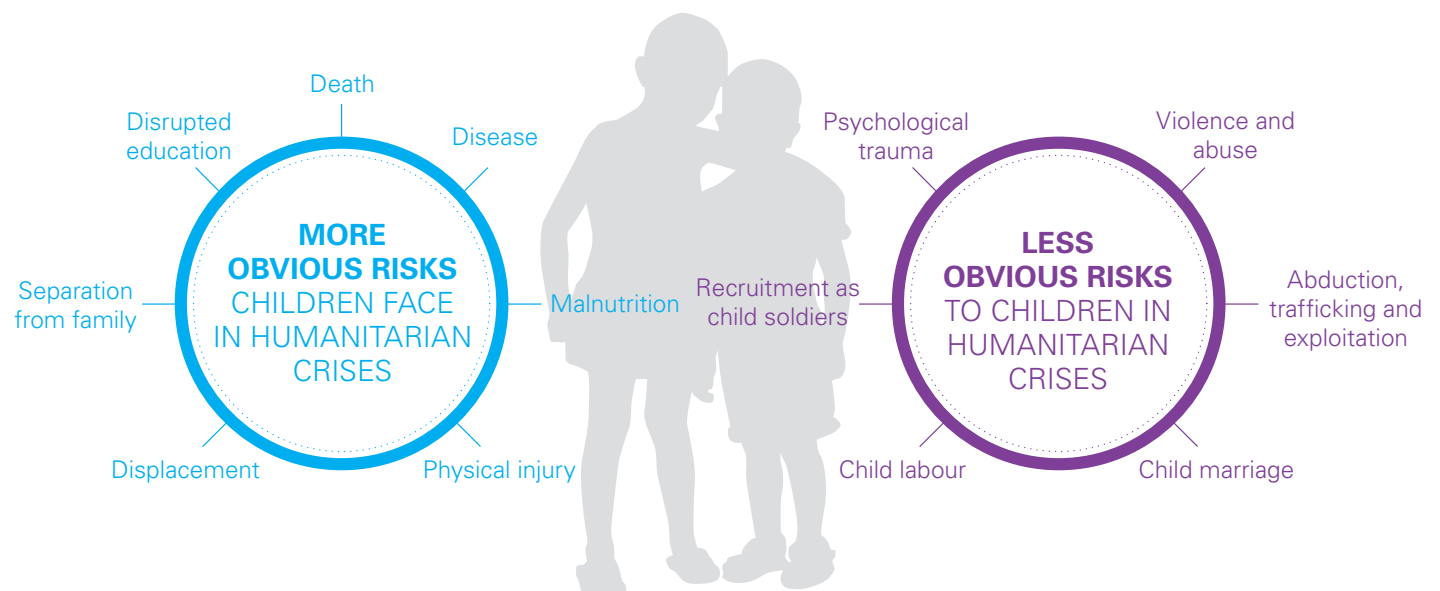 Death
Disrupted
education
Disease
Separation
from family
MORE
OBVIOUS RISKS
CHILDREN FACE
IN HUMANITARIAN
CRISES
Malnutrition
Displacement
Physical injury
Psychological
trauma
Violence and
abuse
Recruitment as
child soldiers
LESS
OBVIOUS RISKS
TO CHILDREN IN
HUMANITARIAN
CRISES
Abduction,
trafficking and
exploitation
Child labour
Child marriage